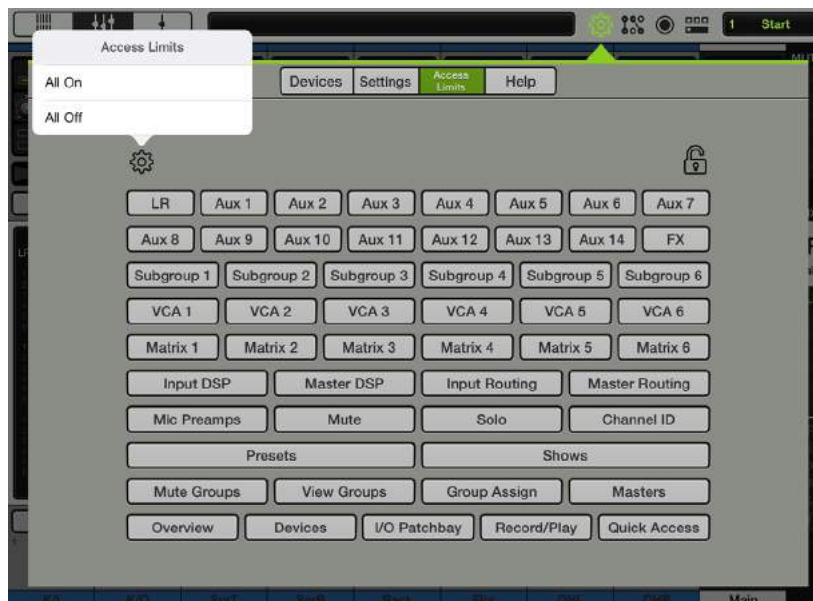 1 Start
Access Limits
All On
All Off
Devices Settings Access Limits Help
LR Aux 1 Aux 2 Aux 3 Aux 4 Aux 5 Aux 6 Aux 7
Aux 8 Aux 9 Aux 10 Aux 11 Aux 12 Aux 13 Aux 14 FX
Subgroup 1 Subgroup 2 Subgroup 3 Subgroup 4 Subgroup 5 Subgroup 6
VCA 1 VCA 2 VCA 3 VCA 4 VCA 5 VCA 6
Matrix 1 Matrix 2 Matrix 3 Matrix 4 Matrix 5 Matrix 6
Input DSP Master DSP Input Routing Master Routing
Mic Preamps Mute Solo Channel ID
Presets Shows
Mute Groups View Groups Group Assign Masters
Overview Devices I/O Patchbay Record/Play Quick Access
Main